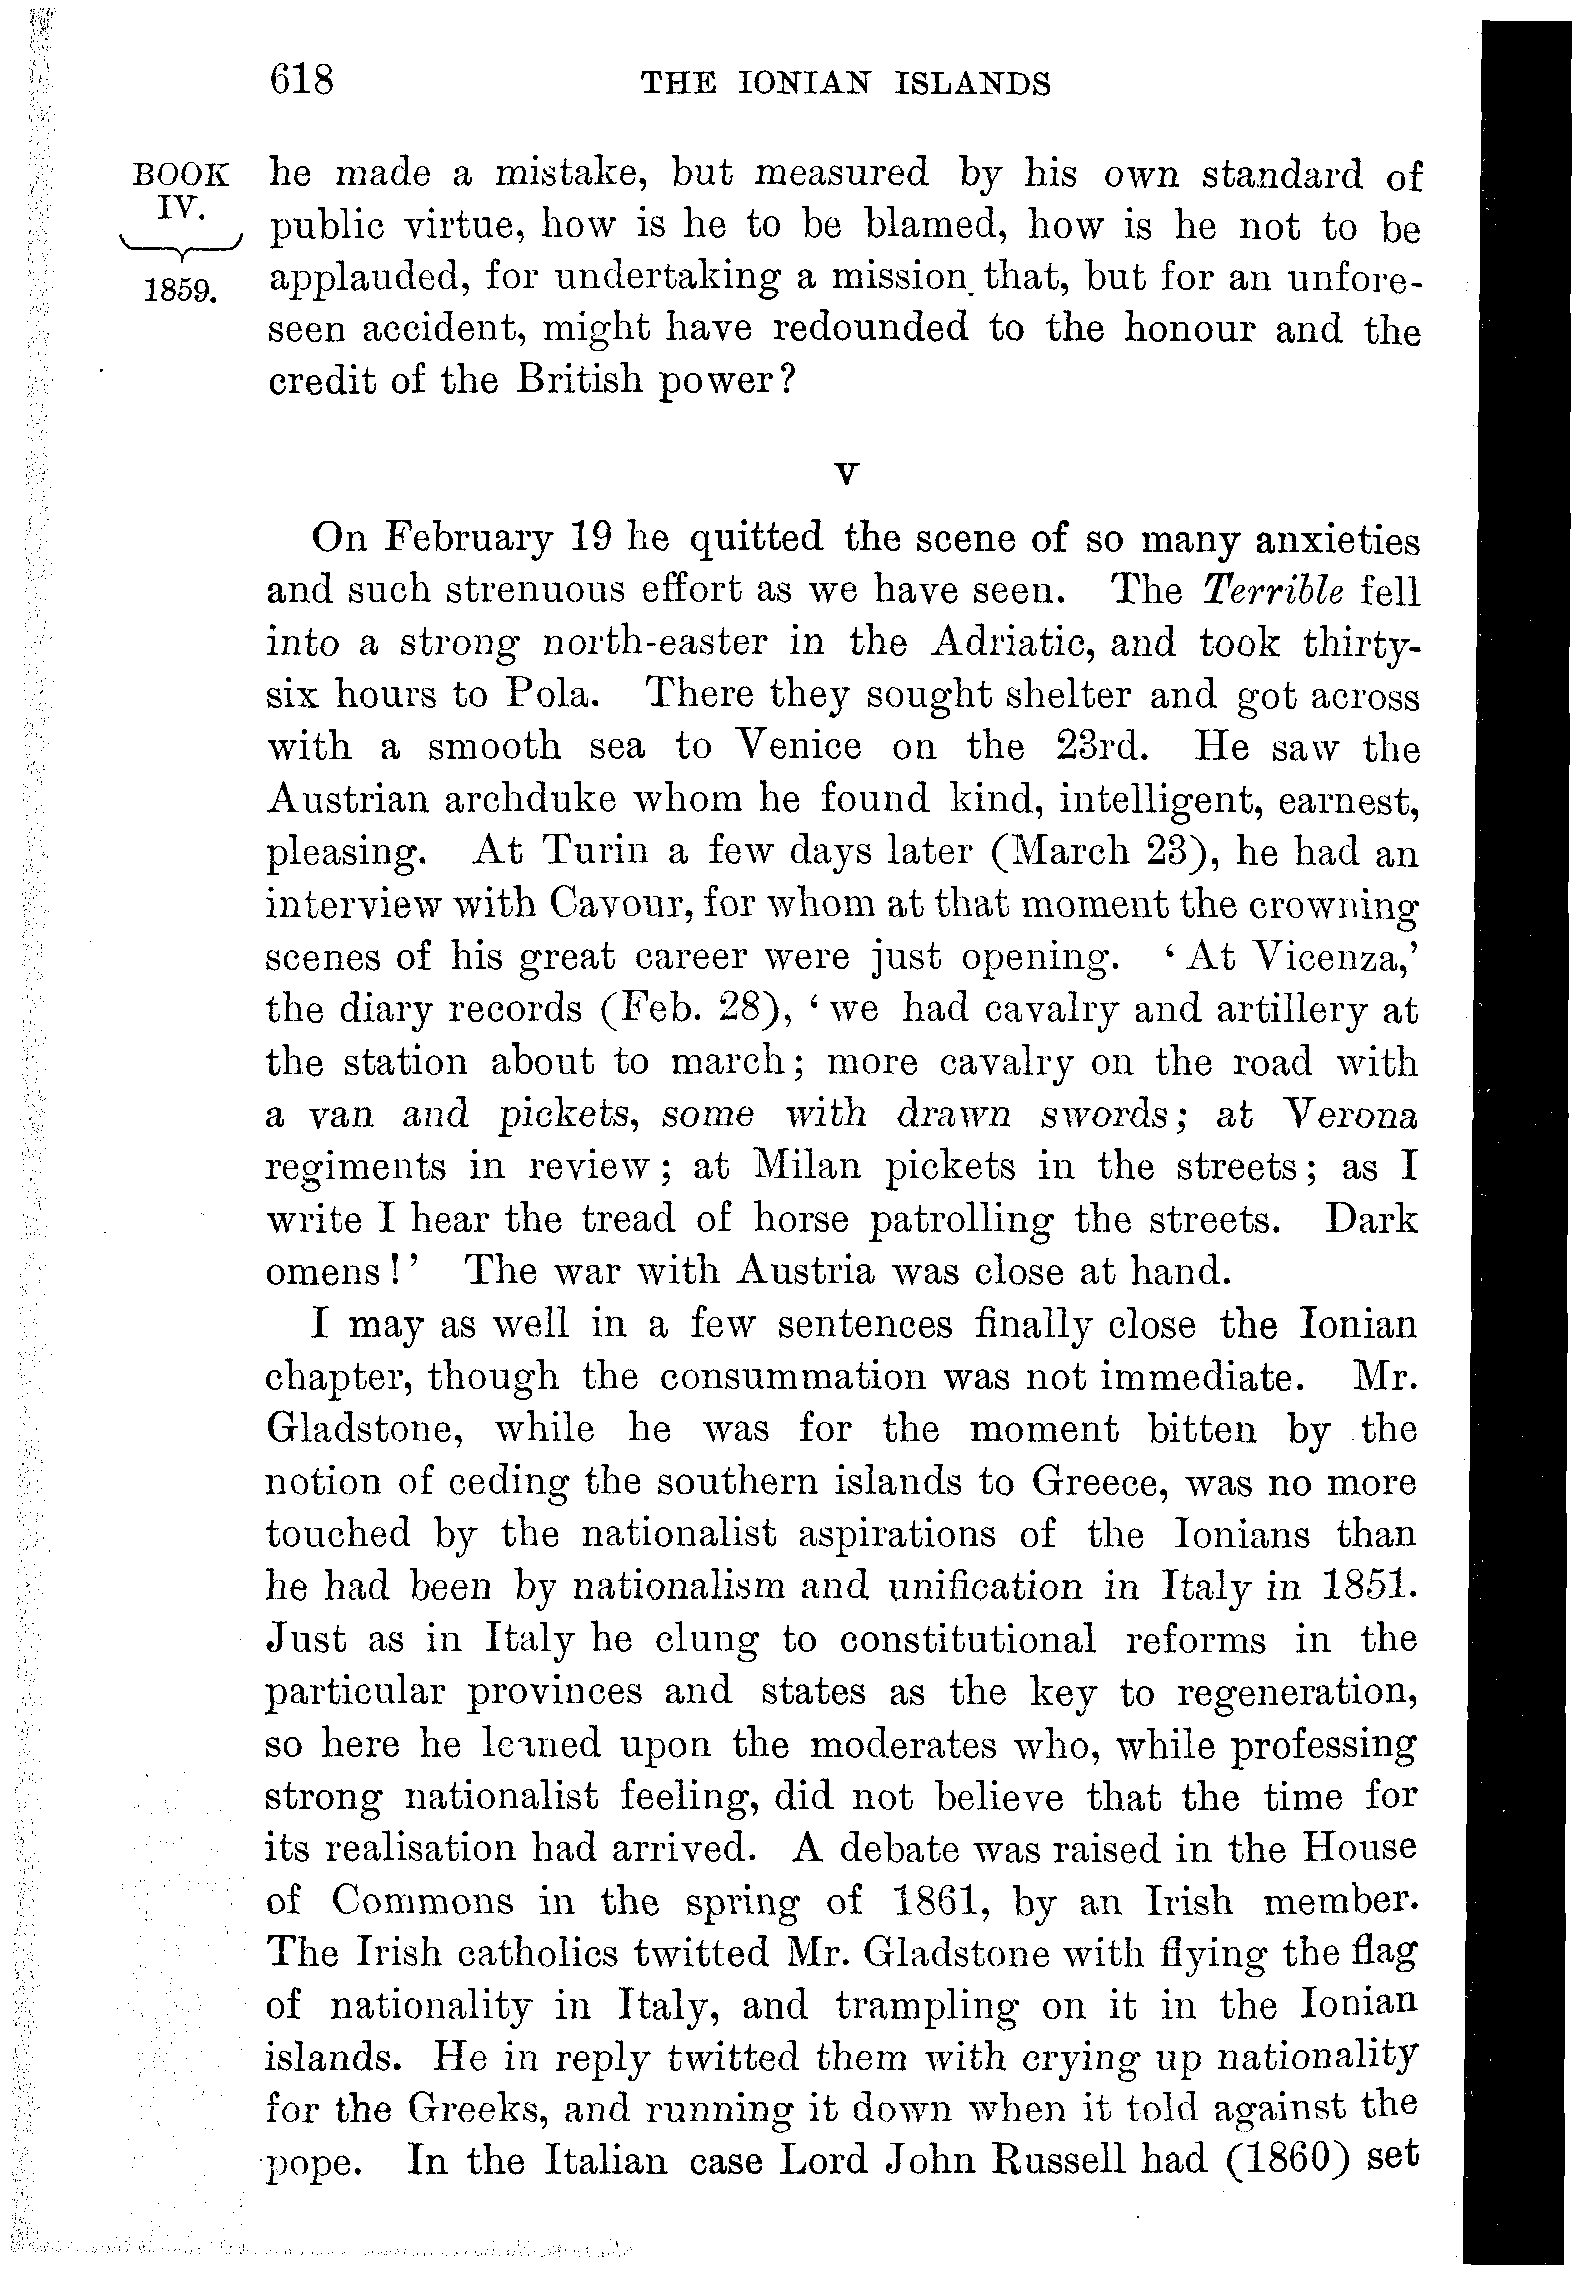 618 THE IONIAN ISLANDS
BOOK
IV.
1859.
he made a mistake, but measured by his own standard of
public virtue, how is he to be blamed, how is he not to be
applauded, for undertaking a mission that, but for an unfore-
seen accident, might have redounded to the honour and the
credit of the British power?
V
On February 19 he quitted the scene of so many anxieties
and such strenuous effort as we have seen. The Terrible fell
into a strong north-easter in the Adriatic, and took thirty-
six hours to Pola. There they sought shelter and got across
with a smooth sea to Venice on the 23rd. He saw the
Austrian archduke whom he found kind, intelligent, earnest,
pleasing. At Turin a few days later (March 23), he had an
interview with Cavour, for whom at that moment the crowning
scenes of his great career were just opening. ‘At Vicenza,’
the diary records (Feb. 28), ‘we had cavalry and artillery at
the station about to march; more cavalry on the road with
a van and pickets, some with drawn swords; at Verona
regiments in review; at Milan pickets in the streets; as I
write I hear the tread of horse patrolling the streets. Dark
omens!’ The war with Austria was close at hand.
I may as well in a few sentences finally close the Ionian
chapter, though the consummation was not immediate. Mr.
Gladstone, while he was for the moment bitten by the
notion of ceding the southern islands to Greece, was no more
touched by the nationalist aspirations of the Ionians than
he had been by nationalism and unification in Italy in 1851.
Just as in Italy he clung to constitutional reforms in the
particular provinces and states as the key to regeneration,
so here he leaned upon the moderates who, while professing
strong nationalist feeling, did not believe that the time for
its realisation had arrived. A debate was raised in the House
of Commons in the spring of 1861, by an Irish member.
The Irish catholics twitted Mr. Gladstone with flying the flag
of nationality in Italy, and trampling on it in the Ionian
islands. He in reply twitted them with crying up nationality
for the Greeks, and running it down when it told against the
pope. In the Italian case Lord John Russell had (1860) set